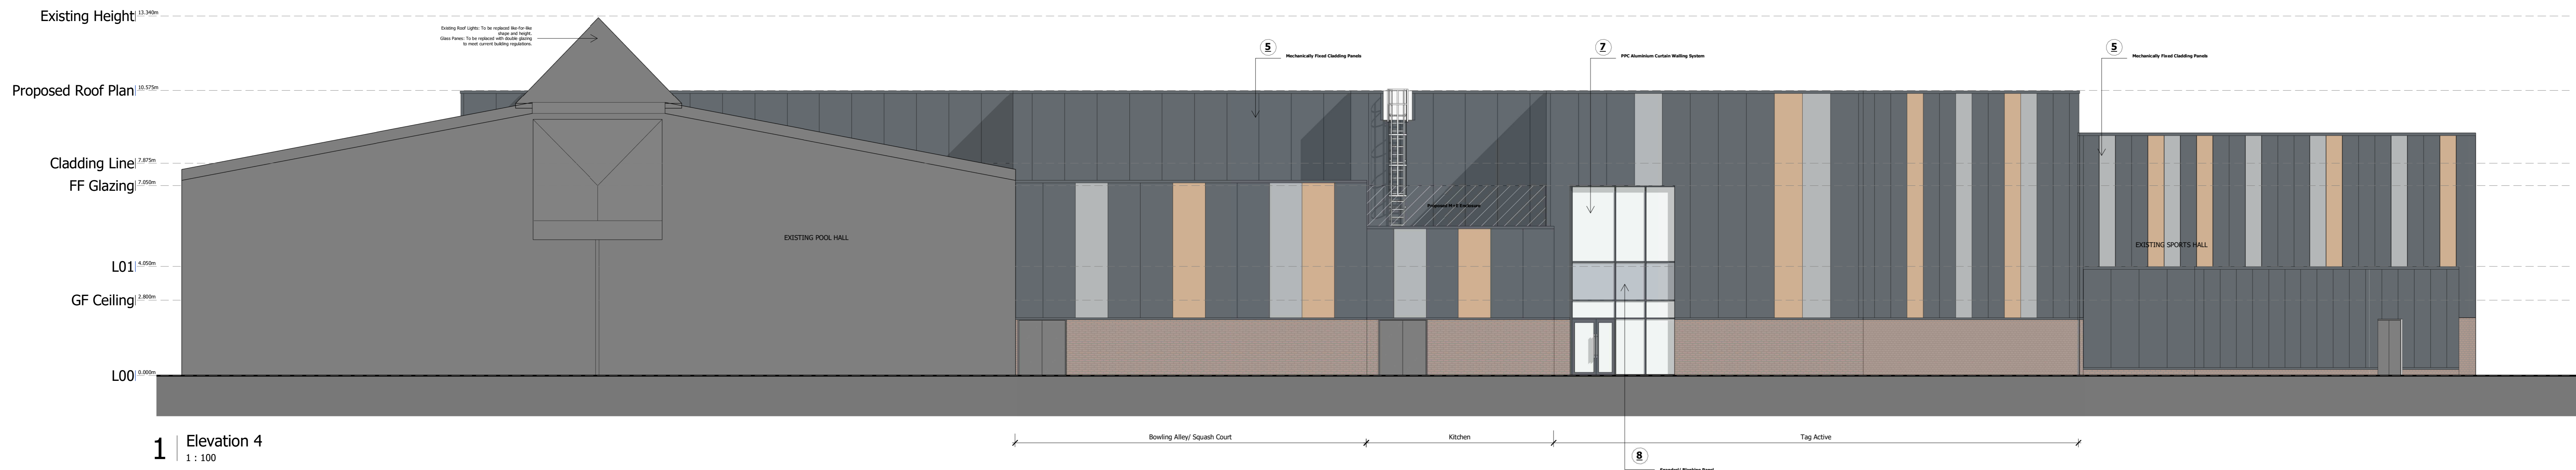 Existing Height 13.340m
Existing Roof Lights: To be replaced like-for-like
shape and height.
Glass Panes: To be replaced with double glazing
to meet current building regulations.
5
Mechanically Fixed Cladding Panels
7
PPC Aluminium Curtain Walling System
5
Mechanically Fixed Cladding Panels
Proposed Roof Plan 10.575m
Cladding Line 7.875m
FF Glazing 7.050m
Proposed M+E Enclosure
EXISTING POOL HALL
EXISTING SPORTS HALL
L01 4.050m
GF Ceiling 2.800m
L00 0.000m
1
Elevation 4
1 : 100
Bowling Alley/ Squash Court
Kitchen
Tag Active
8